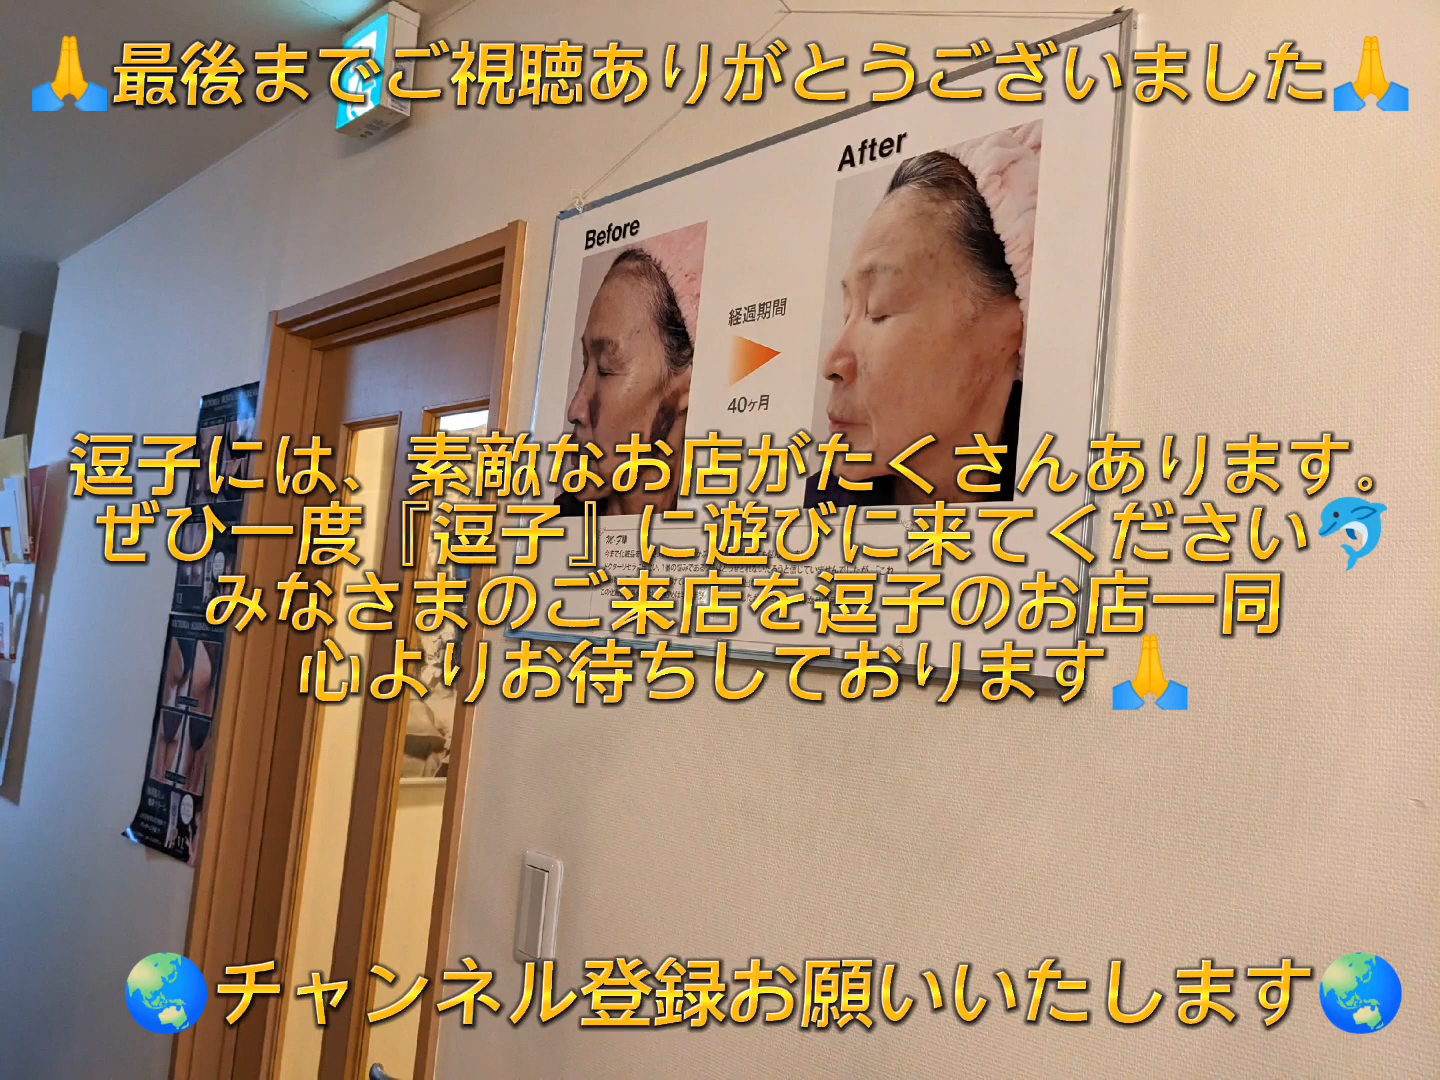 🙏最後までご視聴ありがとうございました🙏
After
Before
経過期間
40ヶ月
逗子には、素敵なお店がたくさんあります。
ぜひ一度『逗子』に遊びに来てください🐬
みなさまのご来店を逗子のお店一同
心よりお待ちしております🙏
🌏チャンネル登録お願いいたします🌏